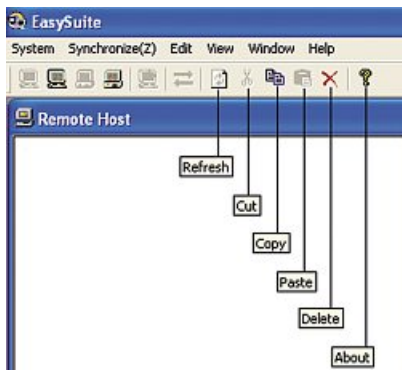 EasySuite
System Synchronize(Z) Edit View Window Help
Remote Host
Refresh
Cut
Copy
Paste
Delete
About